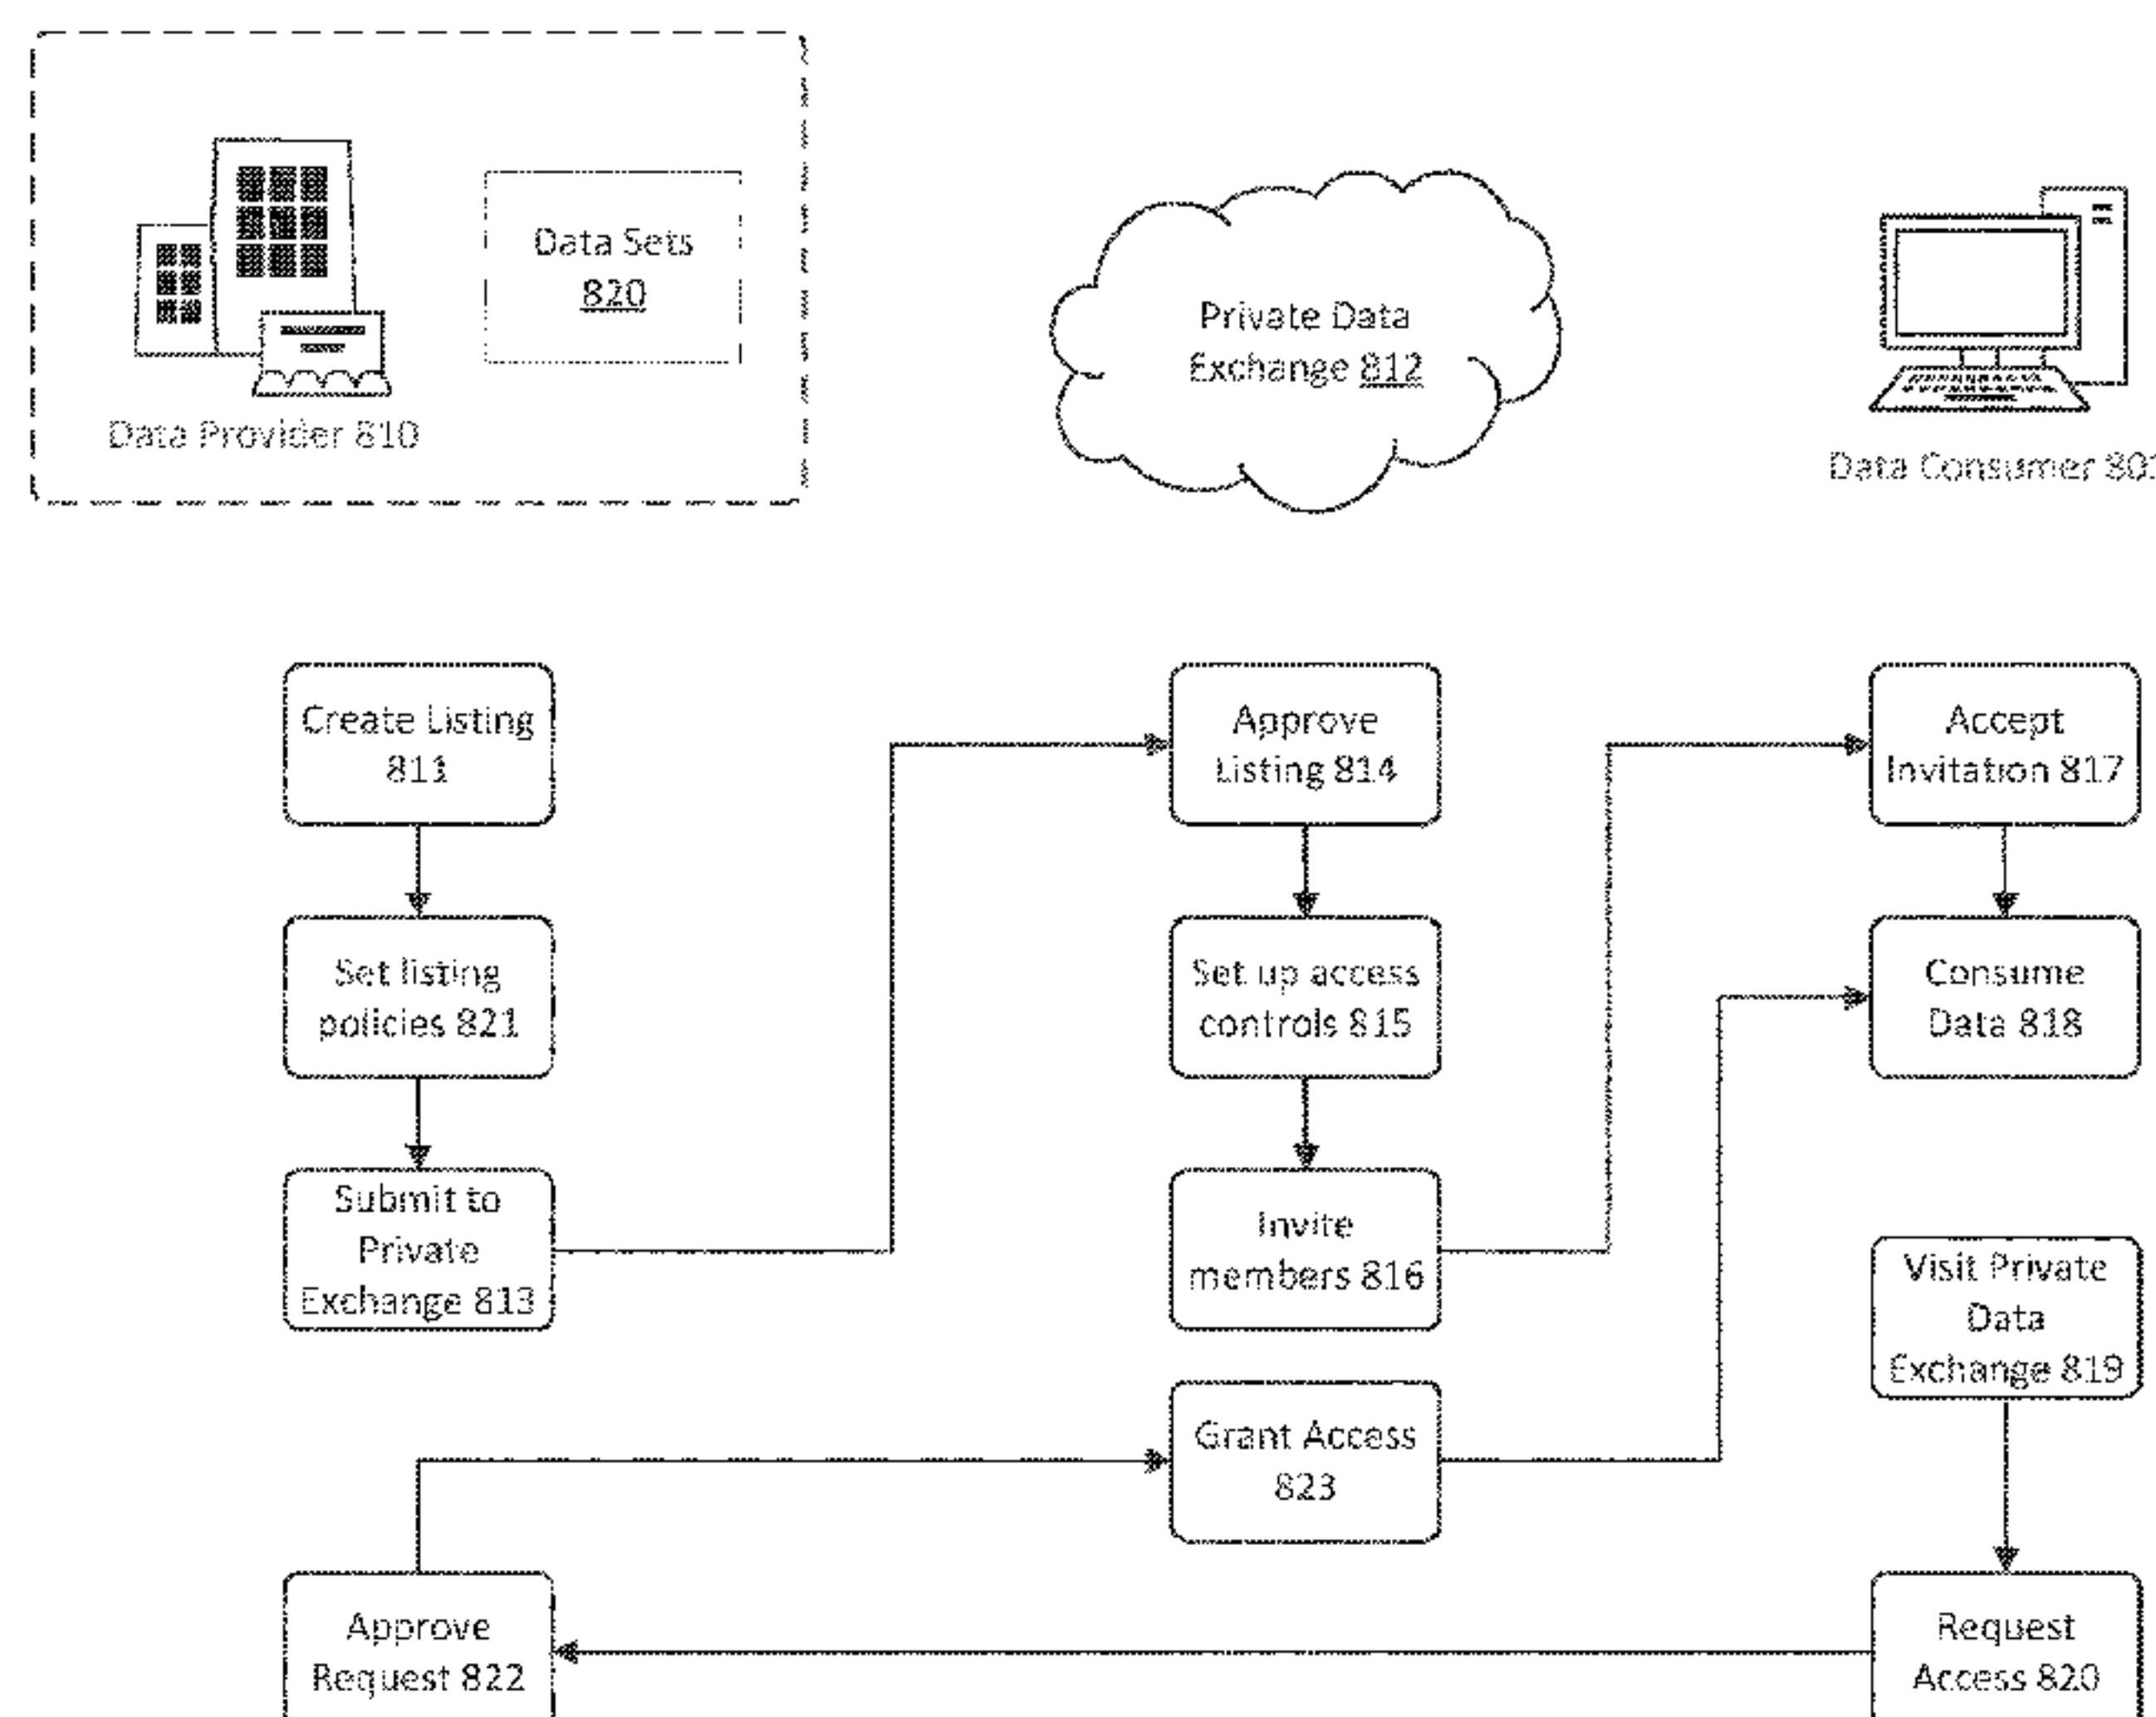 Data Sets
820
Data Provider 810
Private Data
Exchange 812
Data Consumer
Create Listing
811
Set listing
policies 821
Submit to
Private
Exchange 813
Approve
Listing 814
Set up access
controls 815
Invite
members 816
Grant Access
823
Accept
Invitation 817
Consume
Data 818
Visit Private
Data
Exchange 819
Request
Access 820
Approve
Request 822